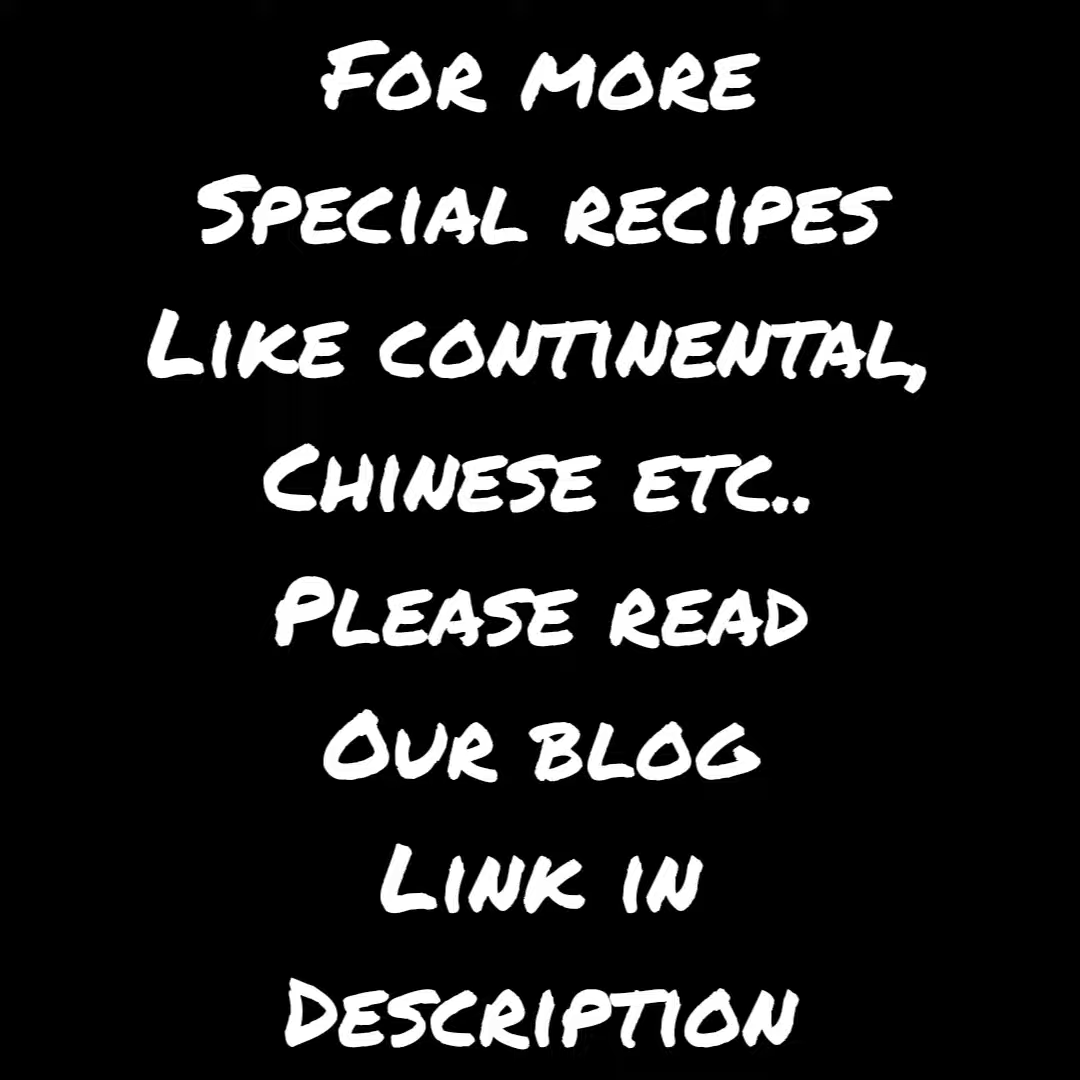 For more
Special recipes
Like continental,
Chinese etc..
Please read
Our blog
Link in
Description